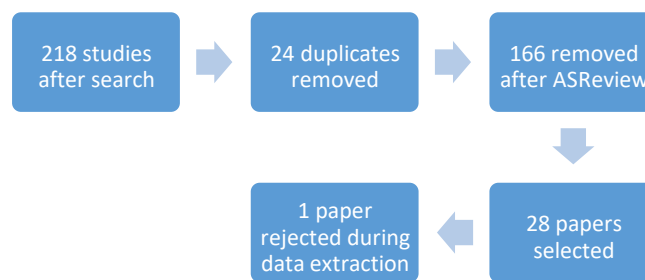 218 studies
after search
24 duplicates
removed
166 removed
after ASReview
28 papers
selected
1 paper
rejected during
data extraction